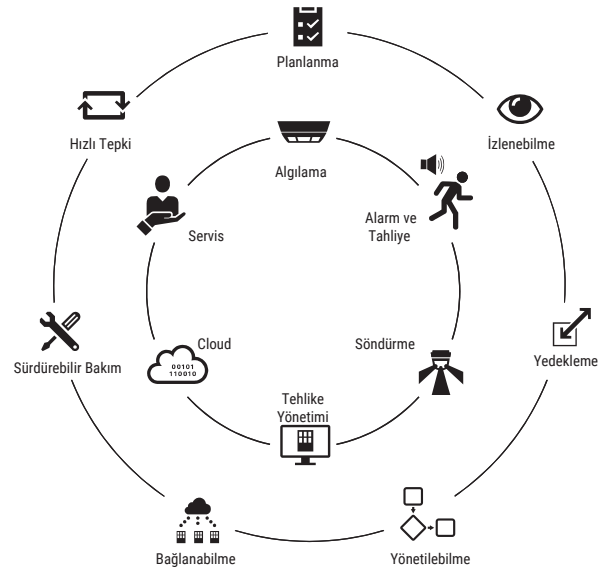 Planlanma
Hızlı Tepki
İzlenebilme
Algılama
Servis
Alarm ve
Tahliye
Cloud
00101
110010
Söndürme
Sürdürebilir Bakım
Yedekleme
Tehlike
Yönetimi
Bağlanabilme
Yönetilebilme